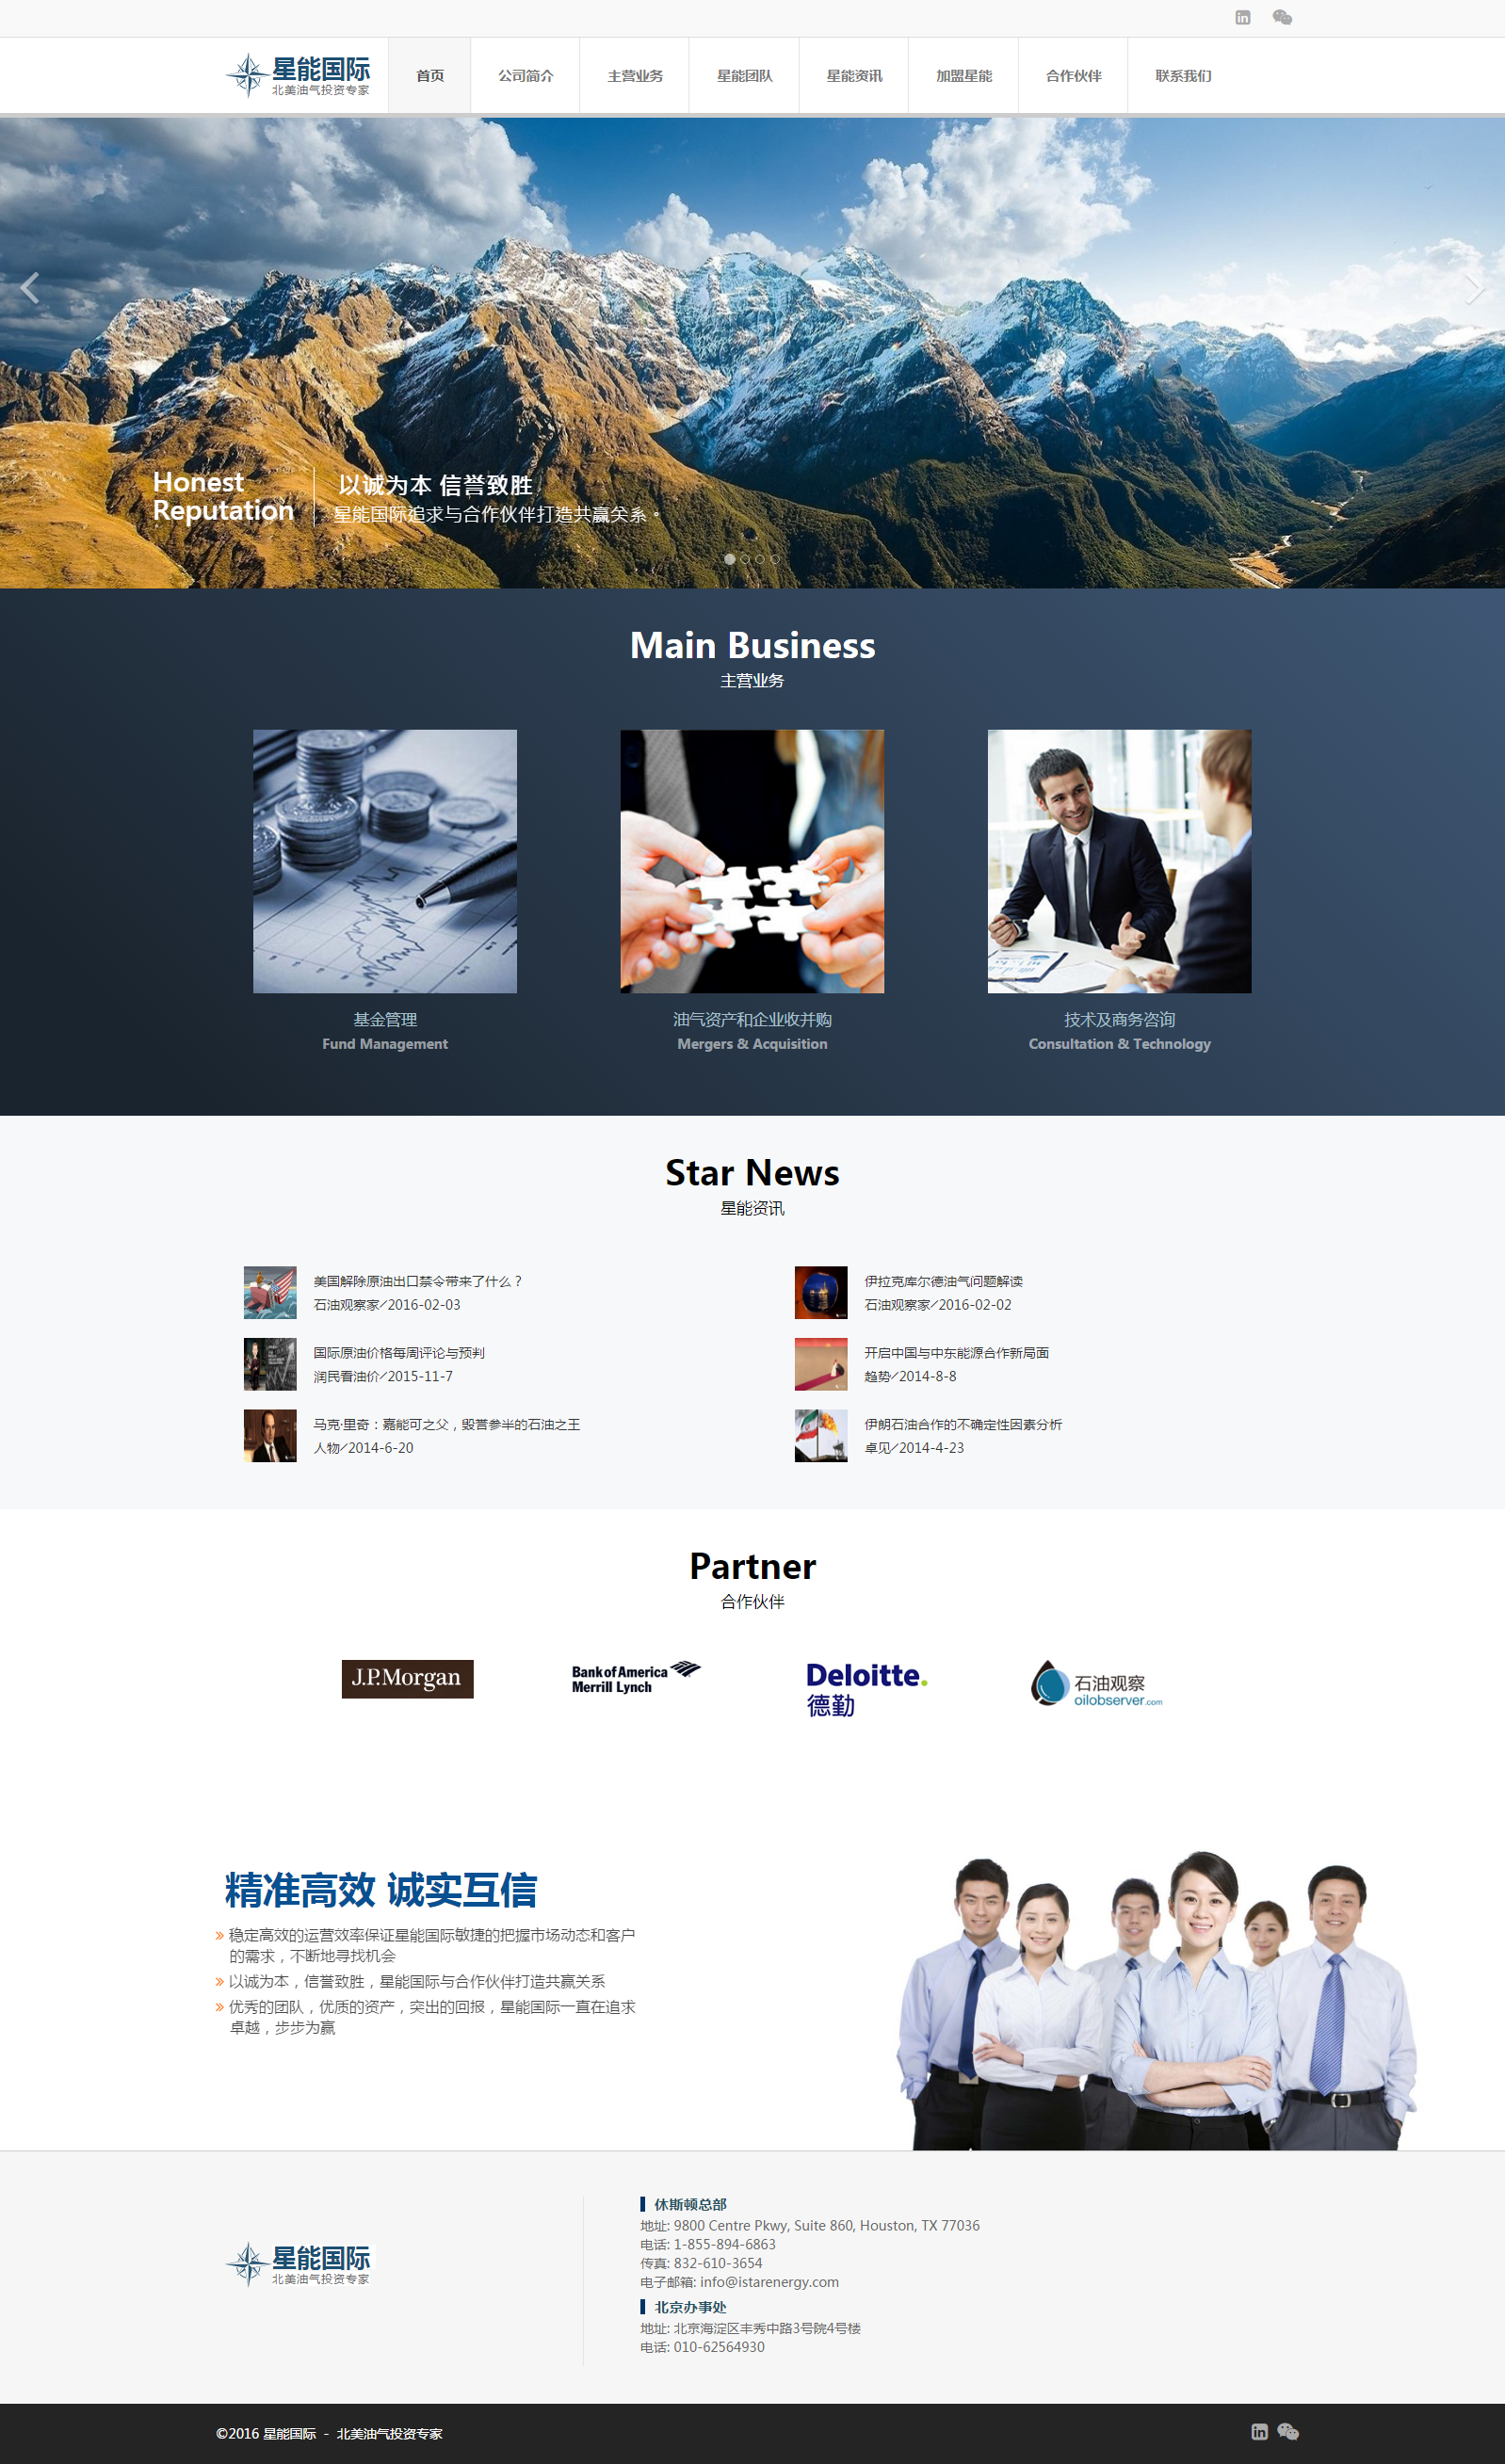 星能国际
北美油气投资专家
首页
公司简介
主营业务
星能团队
星能资讯
加盟星能
合作伙伴
联系我们
Honest
Reputation
以诚为本 信誉致胜
星能国际追求与合作伙伴打造共赢关系。
Main Business
主营业务
基金管理
Fund Management
油气资产和企业收并购
Mergers & Acquisition
技术及商务咨询
Consultation & Technology
Star News
星能资讯
美国解除原油出口禁令带来了什么？
石油观察家/2016-02-03
伊拉克库尔德油气问题解读
石油观察家/2016-02-02
国际原油价格每周评论与预判
润民看油价/2015-11-7
开启中国与中东能源合作新局面
趋势/2014-8-8
马克·里奇：嘉能可之父，毁誉参半的石油之王
人物/2014-6-20
伊朗石油合作的不确定性因素分析
卓见/2014-4-23
Partner
合作伙伴
J.P.Morgan
Bank of America
Merrill Lynch
Deloitte.
德勤
石油观察
oilobserver.com
精准高效 诚实互信
稳定高效的运营效率保证星能国际敏捷的把握市场动态和客户
的需求，不断地寻找机会
以诚为本，信誉致胜，星能国际与合作伙伴打造共赢关系
优秀的团队，优质的资产，突出的回报，星能国际一直在追求
卓越，步步为赢
星能国际
北美油气投资专家
休斯顿总部
地址: 9800 Centre Pkwy, Suite 860, Houston, TX 77036
电话: 1-855-894-6863
传真: 832-610-3654
电子邮箱: info@istarenergy.com
北京办事处
地址: 北京海淀区丰秀中路3号院4号楼
电话: 010-62564930
©2016 星能国际 - 北美油气投资专家